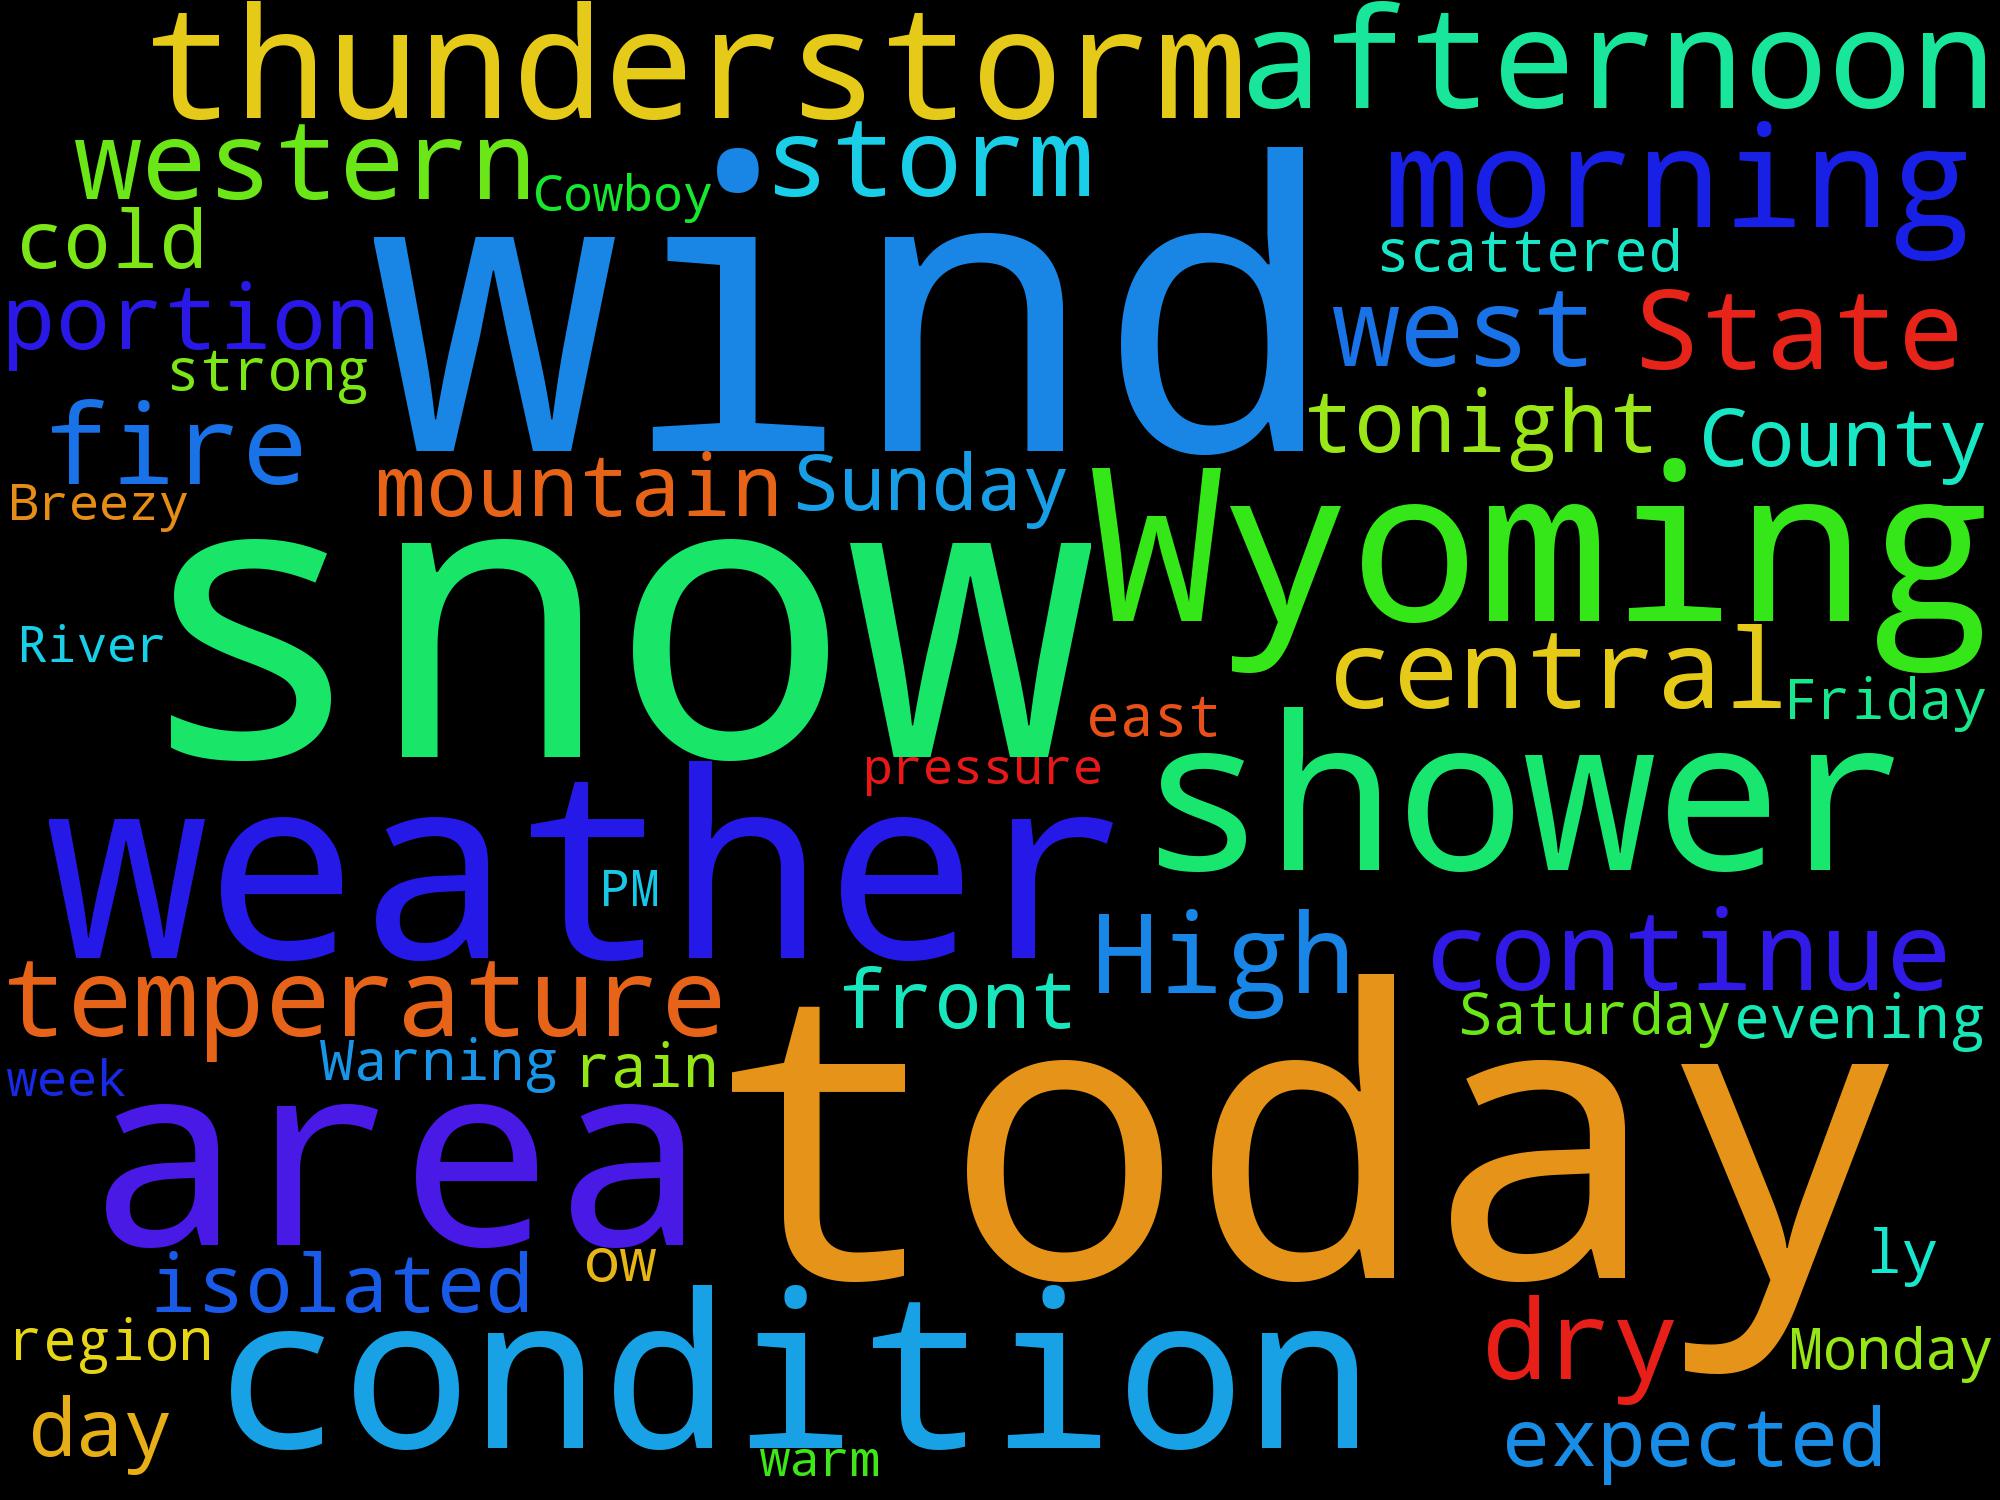 thunderstorm afternoon
western Cowboy storm morning
cold scattered
portion wind west State
strong
fire tonight County
Breezy mountain Sunday Wyoming
snow
River central Friday
east
pressure shower
weather
PM
High continue
temperature front Saturday evening
week Warning rain
area today
isolated ow ly
region condition dry Monday
day warm expected